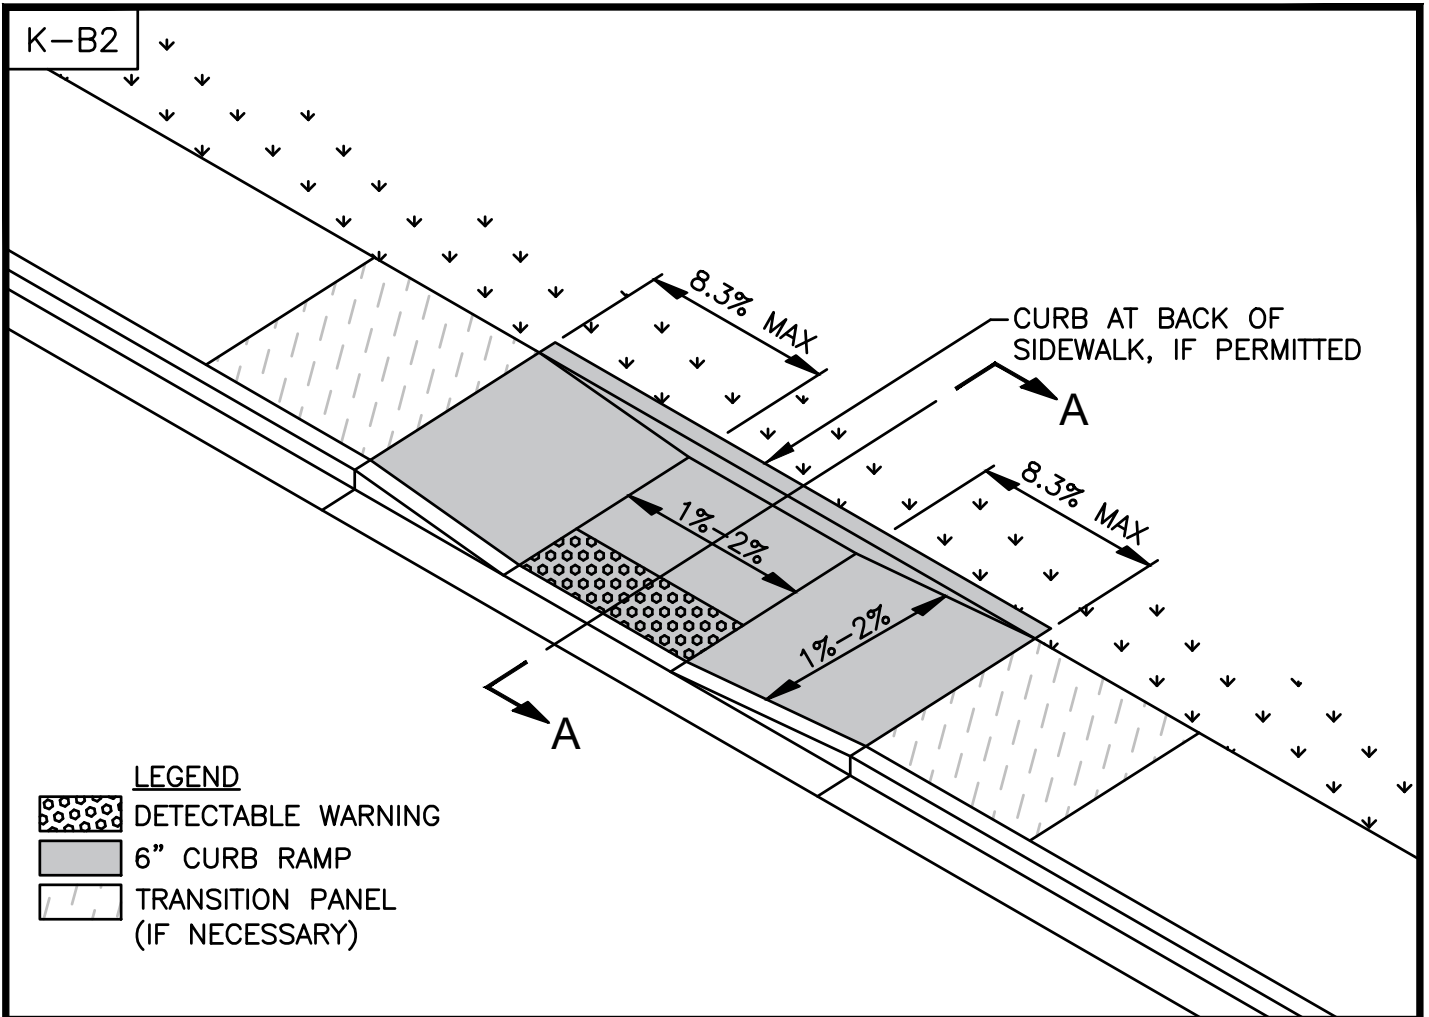 K-B2
8.3% MAX
CURB AT BACK OF
SIDEWALK, IF PERMITTED
A
8.3% MAX
1%-2%
1%-2%
A
LEGEND
DETECTABLE WARNING
6" CURB RAMP
TRANSITION PANEL
(IF NECESSARY)